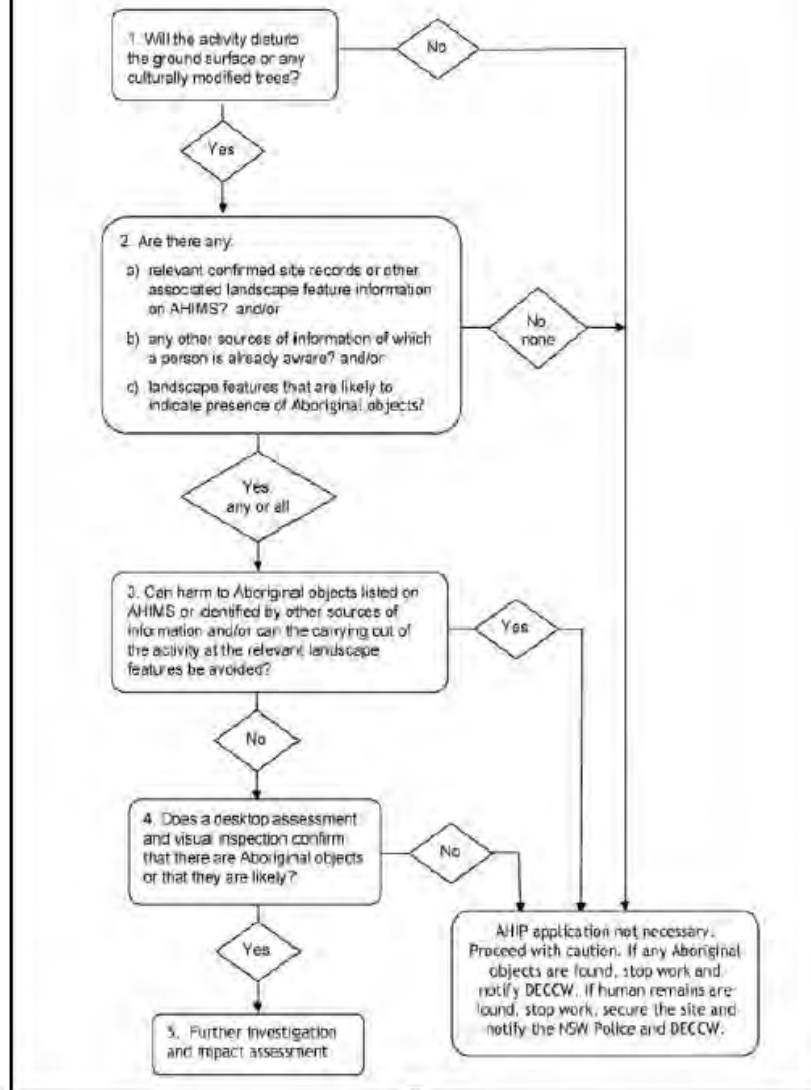 1. Will the activity disturb
the ground surface or any
culturally modified trees?
No
Yes
2. Are there any:
a) relevant confirmed site records or other
associated landscape feature information
on AHIMS? and/or
b) any other sources of information of which
a person is already aware? and/or
c) landscape features that are likely to
indicate presence of Aboriginal objects?
No
none
Yes
any or all
3. Can harm to Aboriginal objects listed on
AHIMS or identified by other sources of
information and/or can the carrying out of
the activity at the relevant landscape
features be avoided?
Yes
No
4. Does a desktop assessment
and visual inspection confirm
that there are Aboriginal objects
or that they are likely?
No
Yes
AHIP application not necessary.
Proceed with caution. If any Aboriginal
objects are found, stop work and
notify DECCW. If human remains are
found, stop work, secure the site and
notify the NSW Police and DECCW.
5. Further investigation
and impact assessment